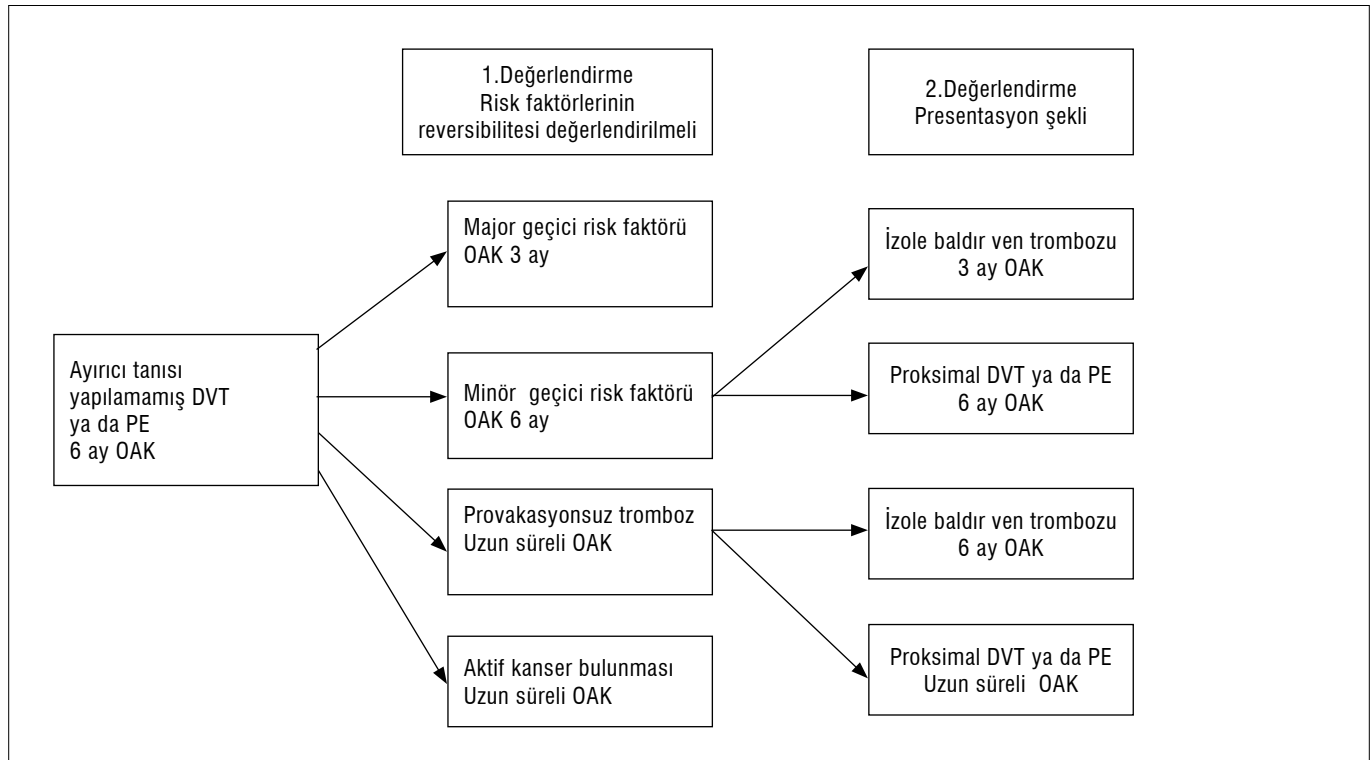 1.Değerlendirme
Risk faktörlerinin
reversibilitesi değerlendirilmeli
2.Değerlendirme
Presentasyon şekli
Ayırıcı tanısı
yapılamamış DVT
ya da PE
6 ay OAK
Major geçici risk faktörü
OAK 3 ay
Minör geçici risk faktörü
OAK 6 ay
Provakasyonsuz tromboz
Uzun süreli OAK
Aktif kanser bulunması
Uzun süreli OAK
İzole baldır ven trombozu
3 ay OAK
Proksimal DVT ya da PE
6 ay OAK
İzole baldır ven trombozu
6 ay OAK
Proksimal DVT ya da PE
Uzun süreli OAK